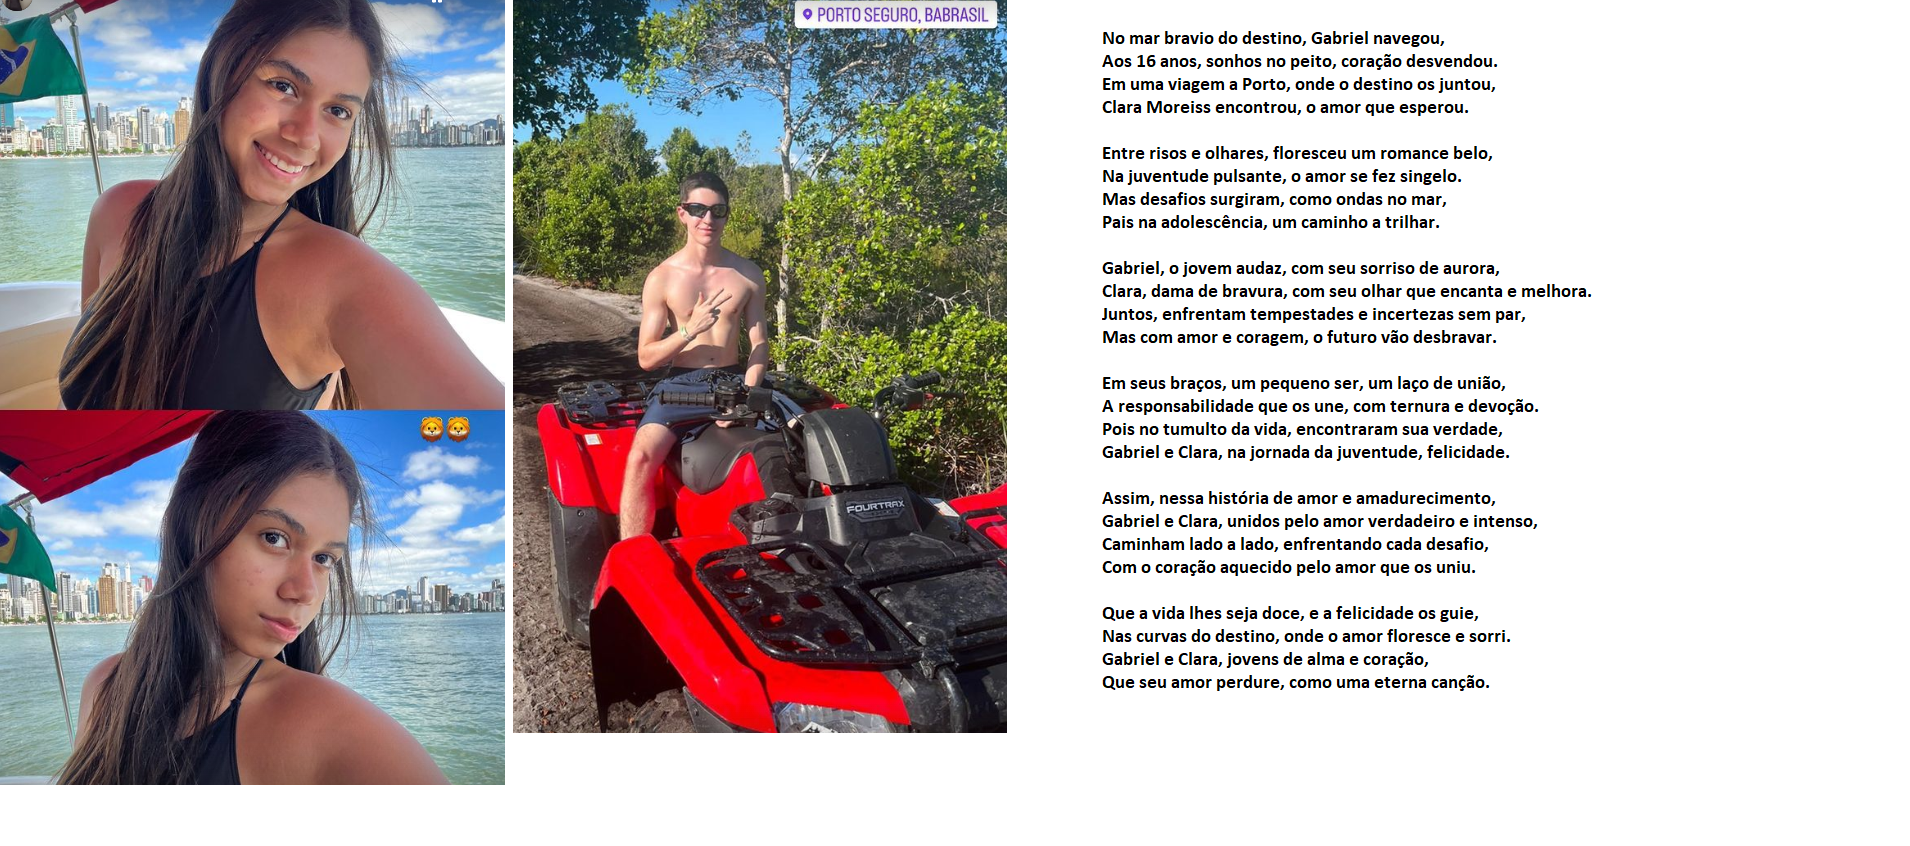 PORTO SEGURO, BABRASIL
FOURTRAX
No mar bravio do destino, Gabriel navegou,
Aos 16 anos, sonhos no peito, coração desvendou.
Em uma viagem a Porto, onde o destino os juntou,
Clara Moreiss encontrou, o amor que esperou.
Entre risos e olhares, floresceu um romance belo,
Na juventude pulsante, o amor se fez singelo.
Mas desafios surgiram, como ondas no mar,
Pais na adolescência, um caminho a trilhar.
Gabriel, o jovem audaz, com seu sorriso de aurora,
Clara, dama de bravura, com seu olhar que encanta e melhora.
Juntos, enfrentam tempestades e incertezas sem par,
Mas com amor e coragem, o futuro vão desbravar.
Em seus braços, um pequeno ser, um laço de união,
A responsabilidade que os une, com ternura e devoção.
Pois no tumulto da vida, encontraram sua verdade,
Gabriel e Clara, na jornada da juventude, felicidade.
Assim, nessa história de amor e amadurecimento,
Gabriel e Clara, unidos pelo amor verdadeiro e intenso,
Caminham lado a lado, enfrentando cada desafio,
Com o coração aquecido pelo amor que os uniu.
Que a vida lhes seja doce, e a felicidade os guie,
Nas curvas do destino, onde o amor floresce e sorri.
Gabriel e Clara, jovens de alma e coração,
Que seu amor perdure, como uma eterna canção.